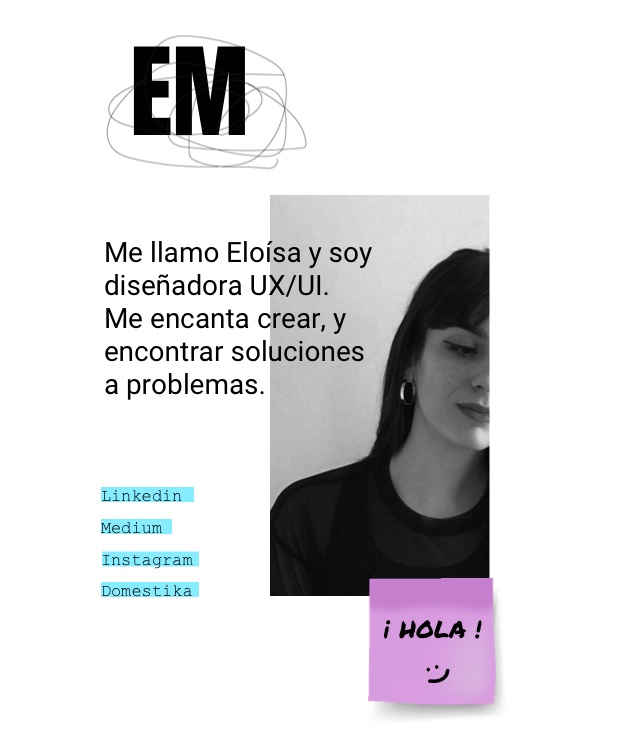 EM
Me llamo Eloísa y soy
diseñadora UX/UI.
Me encanta crear, y
encontrar soluciones
a problemas.
Linkedin
Medium
Instagram
Domestika
¡ HOLA !